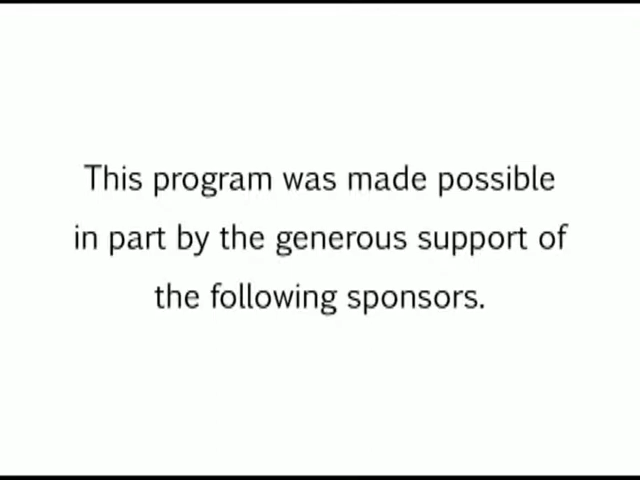 This program was made possible
in part by the generous support of
the following sponsors.